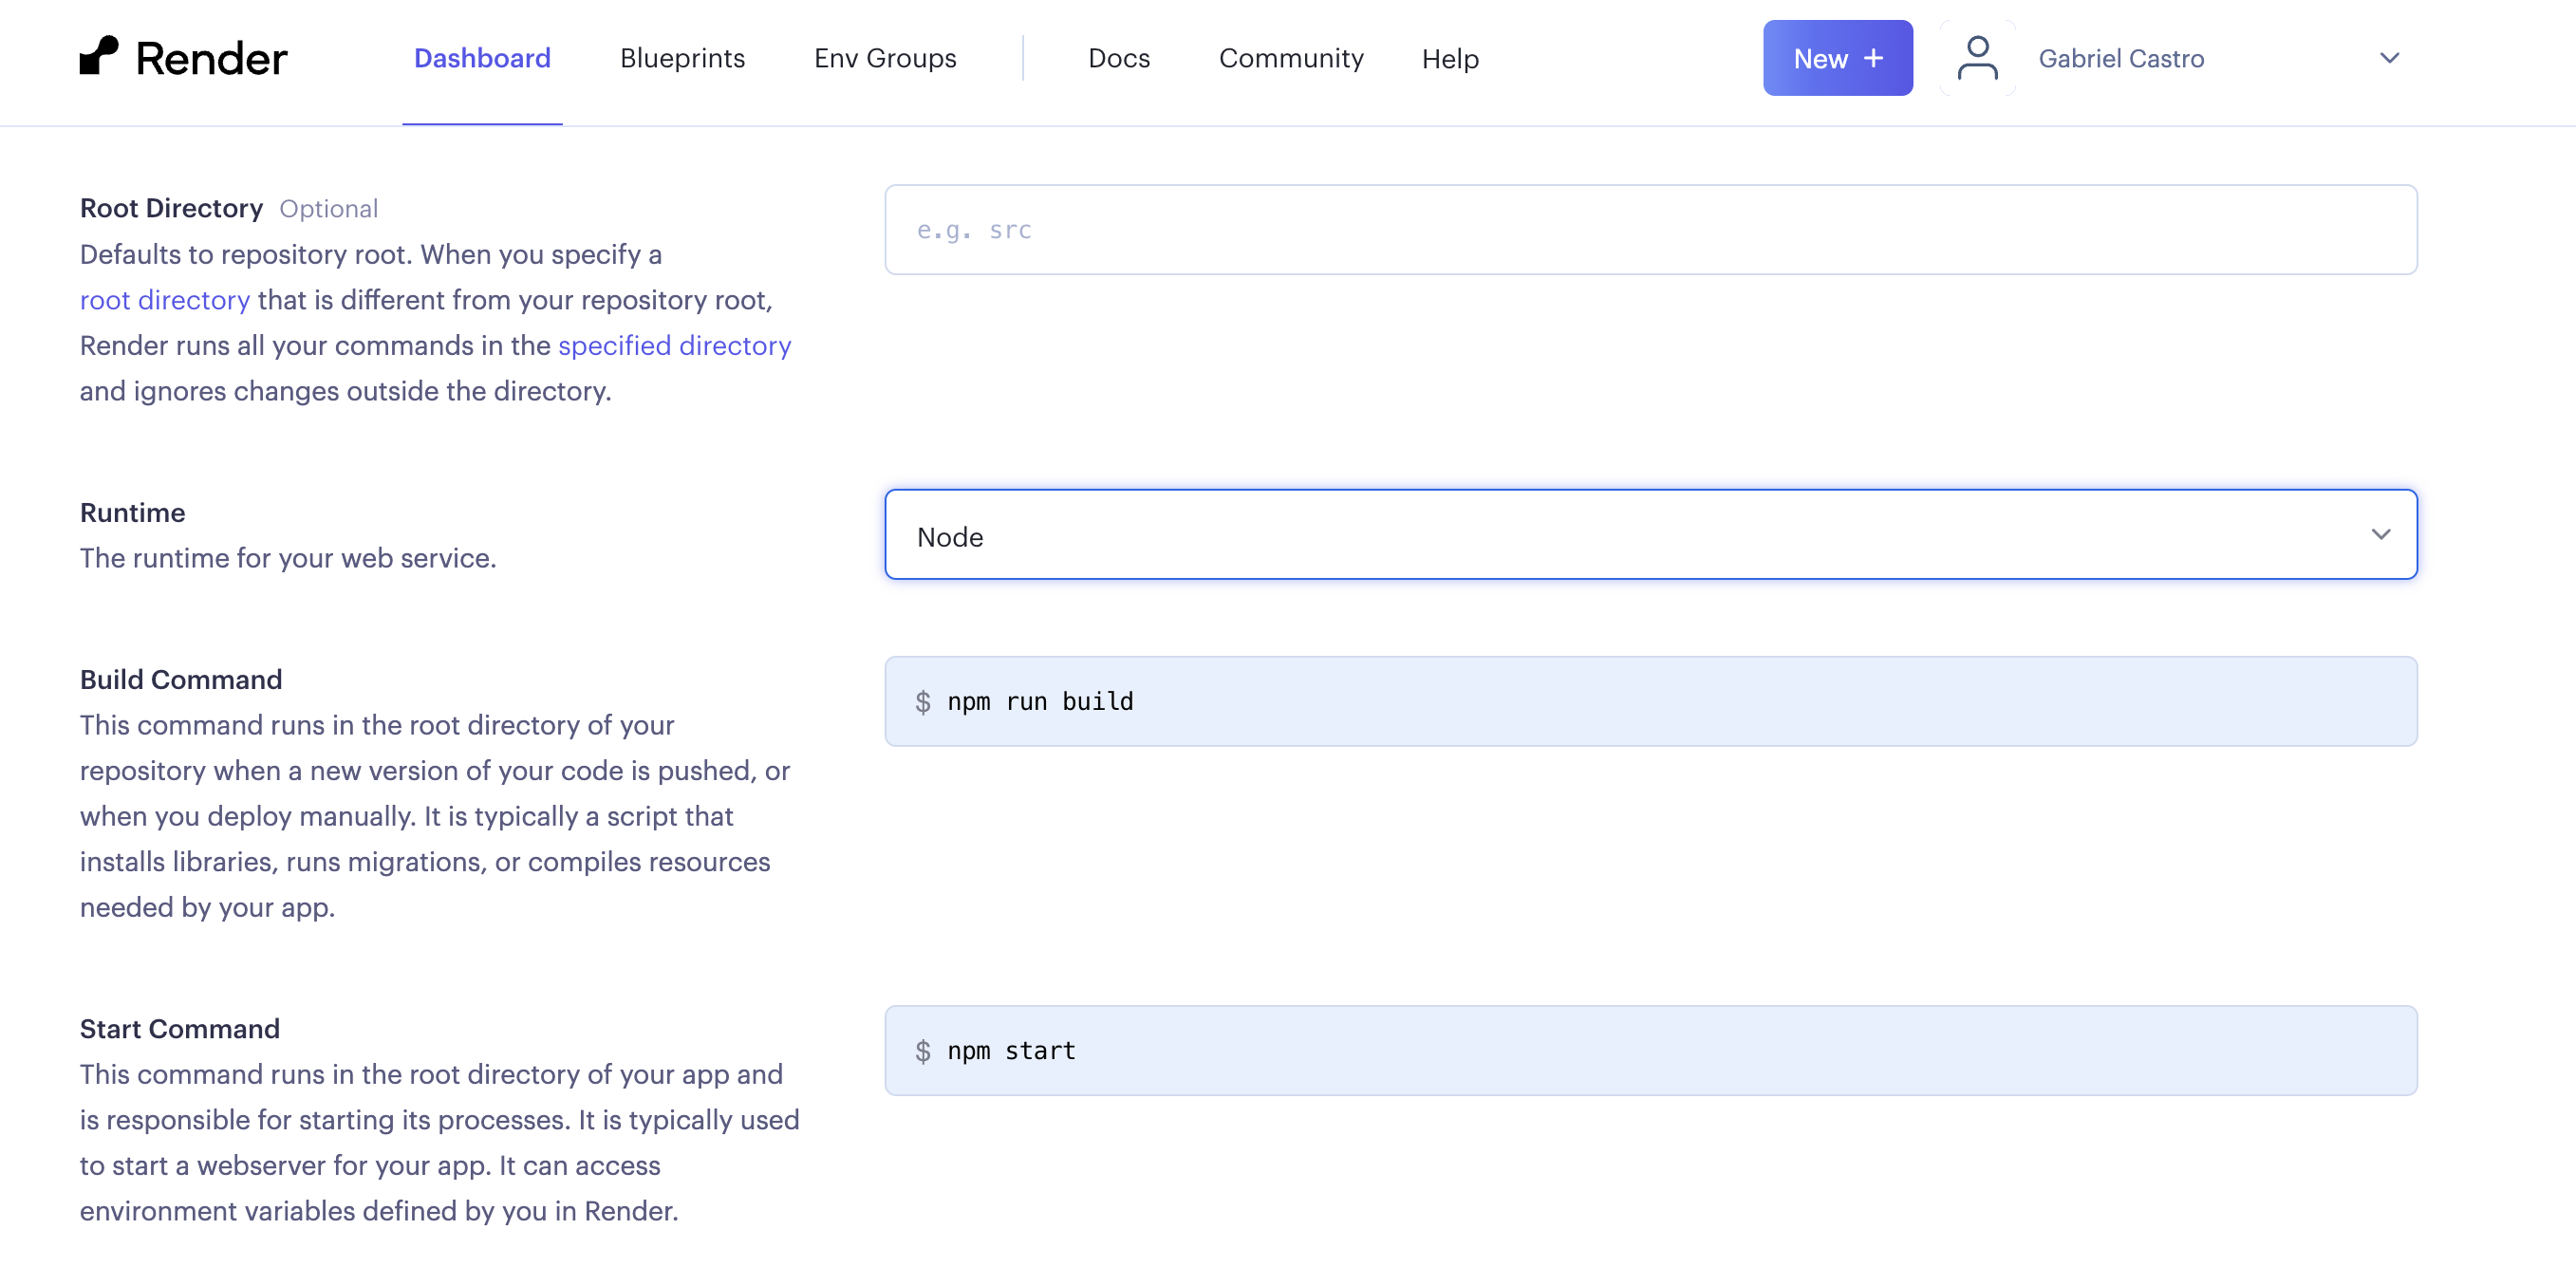 Render Dashboard Blueprints Env Groups Docs Community Help New + Gabriel Castro
Root Directory Optional
Defaults to repository root. When you specify a
root directory that is different from your repository root,
Render runs all your commands in the specified directory
and ignores changes outside the directory.
e.g. src
Runtime
The runtime for your web service.
Node
Build Command
This command runs in the root directory of your
repository when a new version of your code is pushed, or
when you deploy manually. It is typically a script that
installs libraries, runs migrations, or compiles resources
needed by your app.
$ npm run build
Start Command
This command runs in the root directory of your app and
is responsible for starting its processes. It is typically used
to start a webserver for your app. It can access
environment variables defined by you in Render.
$ npm start